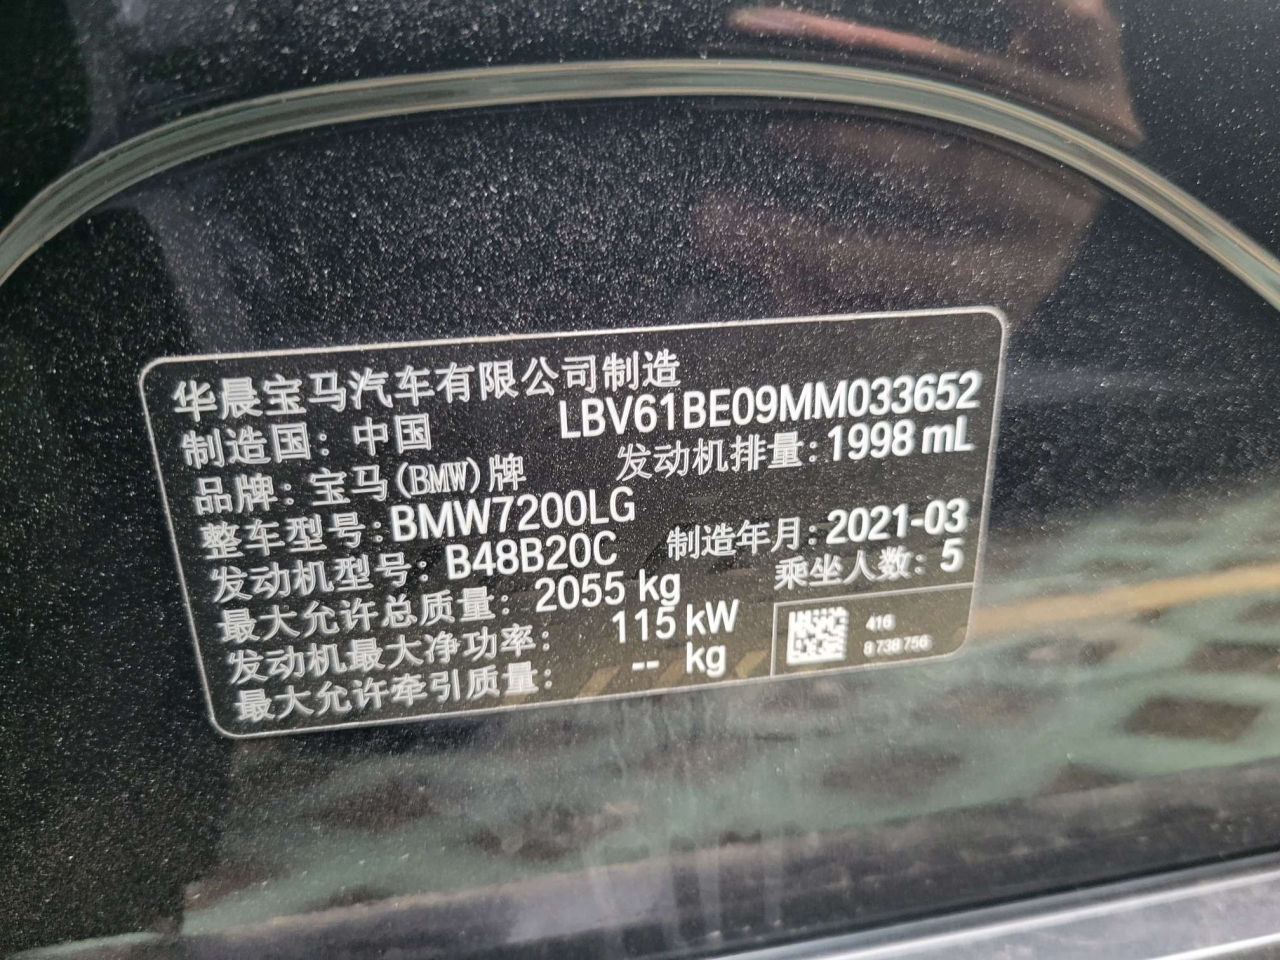 华晨宝马汽车有限公司制造
制造国：中国 LBV61BE09MM033652
品牌：宝马(BMW)牌 发动机排量：1998 mL
整车型号：BMW7200LG
发动机型号：B48B20C 制造年月：2021-03
最大允许总质量：2055 kg 乘坐人数：5
发动机最大净功率：115 kW
最大允许牵引质量：-- kg
416
8 738 756